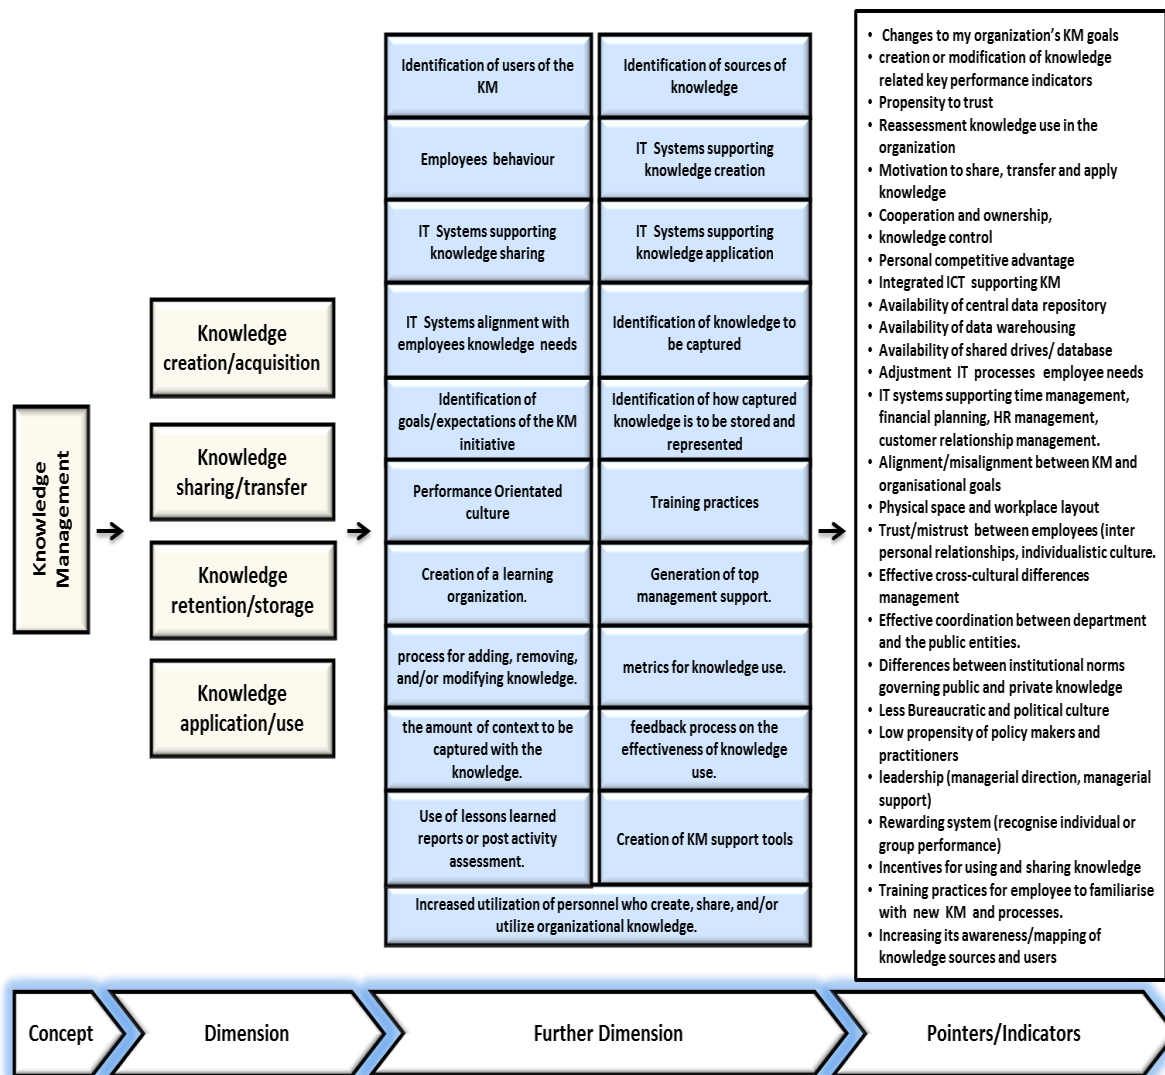 Knowledge
Management
Knowledge
creation/acquisition
Knowledge
sharing/transfer
Knowledge
retention/storage
Knowledge
application/use
Identification of users of the
KM
Identification of sources of
knowledge
Employees behaviour
IT Systems supporting
knowledge creation
IT Systems supporting
knowledge sharing
IT Systems supporting
knowledge application
IT Systems alignment with
employees knowledge needs
Identification of knowledge to
be captured
Identification of
goals/expectations of the KM
initiative
Identification of how captured
knowledge is to be stored and
represented
Performance Orientated
culture
Training practices
Creation of a learning
organization.
Generation of top
management support.
process for adding, removing,
and/or modifying knowledge.
metrics for knowledge use.
the amount of context to be
captured with the
knowledge.
feedback process on the
effectiveness of knowledge
use.
Use of lessons learned
reports or post activity
assessment.
Creation of KM support tools
Increased utilization of personnel who create, share, and/or
utilize organizational knowledge.
• Changes to my organization's KM goals
• creation or modification of knowledge
related key performance indicators
• Propensity to trust
• Reassessment knowledge use in the
organization
• Motivation to share, transfer and apply
knowledge
• Cooperation and ownership,
• knowledge control
• Personal competitive advantage
• Integrated ICT supporting KM
• Availability of central data repository
• Availability of data warehousing
• Availability of shared drives/ database
• Adjustment IT processes employee needs
• IT systems supporting time management,
financial planning, HR management,
customer relationship management.
• Alignment/misalignment between KM and
organisational goals
• Physical space and workplace layout
• Trust/mistrust between employees (inter
personal relationships, individualistic culture.
• Effective cross-cultural differences
management
• Effective coordination between department
and the public entities.
• Differences between institutional norms
governing public and private knowledge
• Less Bureaucratic and political culture
• Low propensity of policy makers and
practitioners
• leadership (managerial direction, managerial
support)
• Rewarding system (recognise individual or
group performance)
• Incentives for using and sharing knowledge
• Training practices for employee to familiarise
with new KM and processes.
• Increasing its awareness/mapping of
knowledge sources and users
Concept
Dimension
Further Dimension
Pointers/Indicators